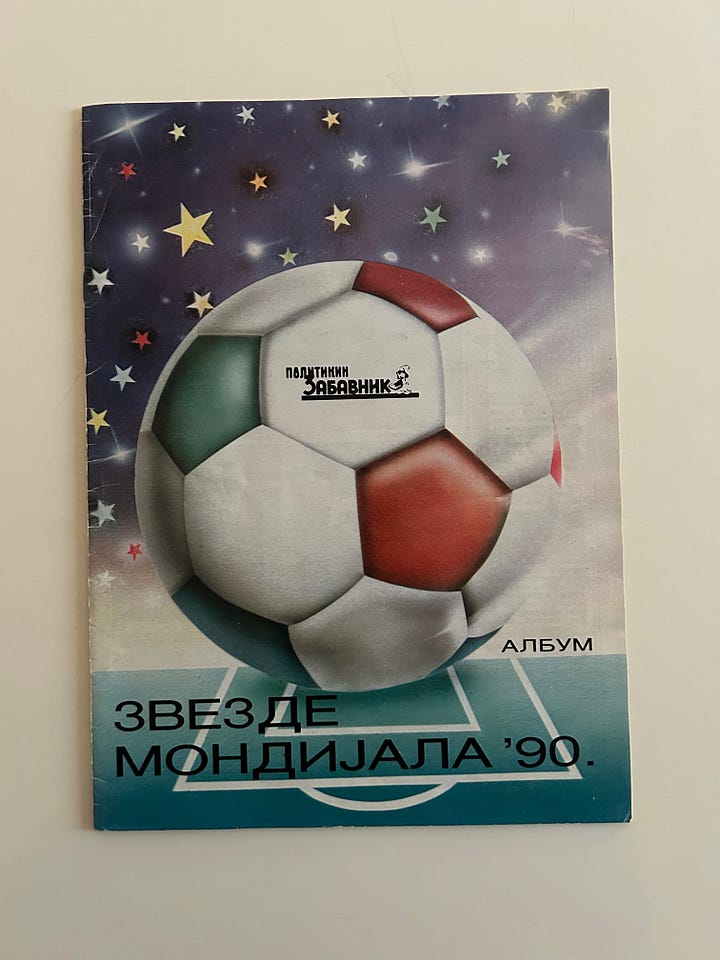 ПОЛИТИКИН
ЗАБАВНИК
АЛБУМ
ЗВЕЗДЕ
МОНДИЈАЛА '90.